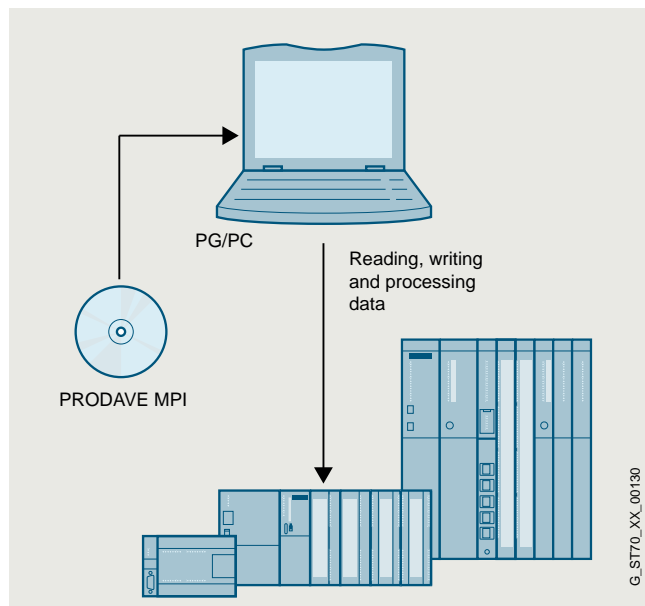 PG/PC
Reading, writing
and processing
data
PRODAVE MPI
G_ST70_XX_00130